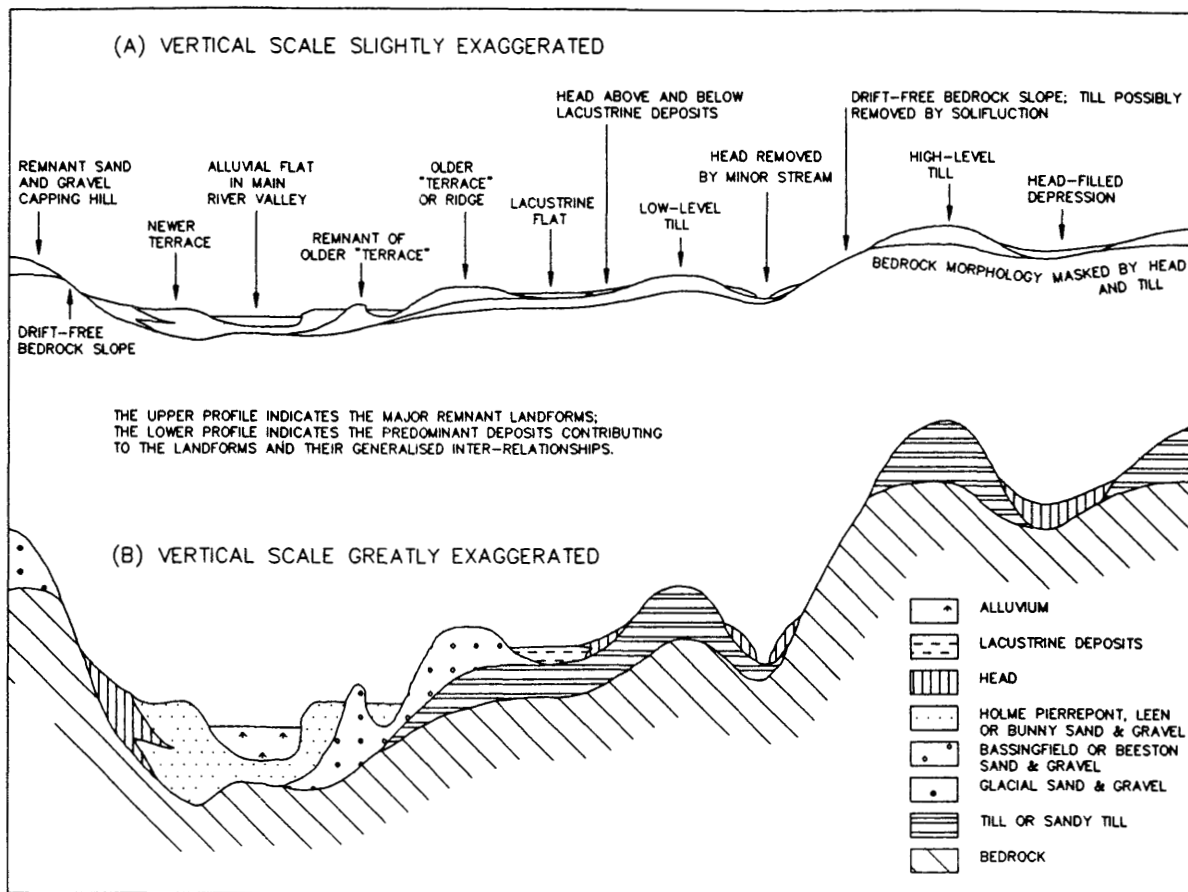 (A) VERTICAL SCALE SLIGHTLY EXAGGERATED
REMNANT SAND
AND GRAVEL
CAPPING HILL
NEWER
TERRACE
ALLUVIAL FLAT
IN MAIN
RIVER VALLEY
REMNANT OF
OLDER "TERRACE"
OLDER
"TERRACE"
OR RIDGE
LACUSTRINE
FLAT
HEAD ABOVE AND BELOW
LACUSTRINE DEPOSITS
LOW-LEVEL
TILL
HEAD REMOVED
BY MINOR STREAM
DRIFT-FREE BEDROCK SLOPE; TILL POSSIBLY
REMOVED BY SOLIFLUCTION
HIGH-LEVEL
TILL
HEAD-FILLED
DEPRESSION
BEDROCK MORPHOLOGY MASKED BY HEAD
AND TILL
DRIFT-FREE
BEDROCK SLOPE
THE UPPER PROFILE INDICATES THE MAJOR REMNANT LANDFORMS;
THE LOWER PROFILE INDICATES THE PREDOMINANT DEPOSITS CONTRIBUTING
TO THE LANDFORMS AND THEIR GENERALISED INTER-RELATIONSHIPS.
(B) VERTICAL SCALE GREATLY EXAGGERATED
ALLUVIUM
LACUSTRINE DEPOSITS
HEAD
HOLME PIERREPONT, LEEN
OR BUNNY SAND & GRAVEL
BASSINGFIELD OR BEESTON
SAND & GRAVEL
GLACIAL SAND & GRAVEL
TILL OR SANDY TILL
BEDROCK